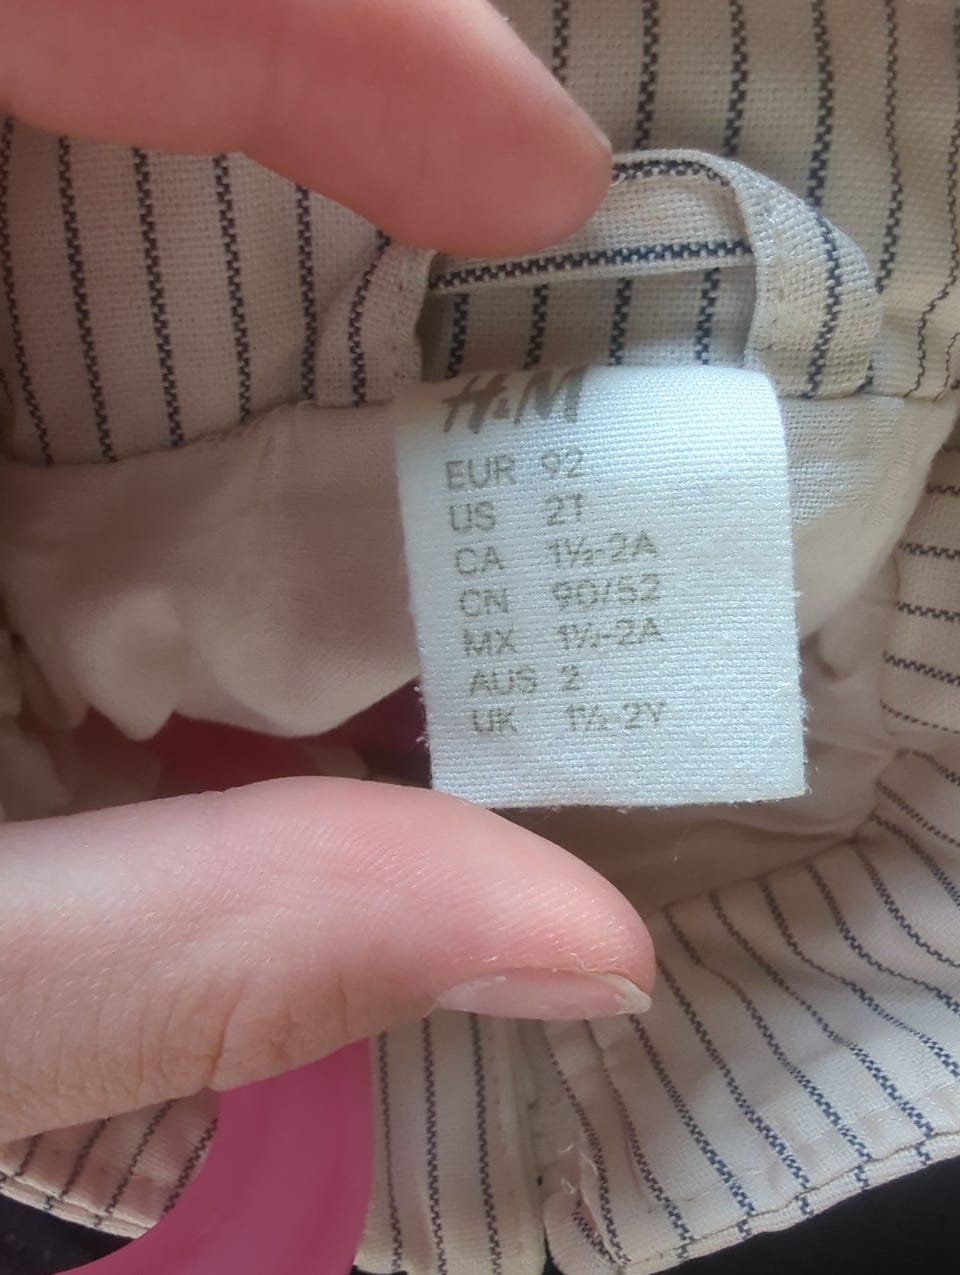 H&M
EUR 92
US 2T
CA 1½-2A
CN 90/52
MX 1½-2A
AUS 2
UK 1½-2Y